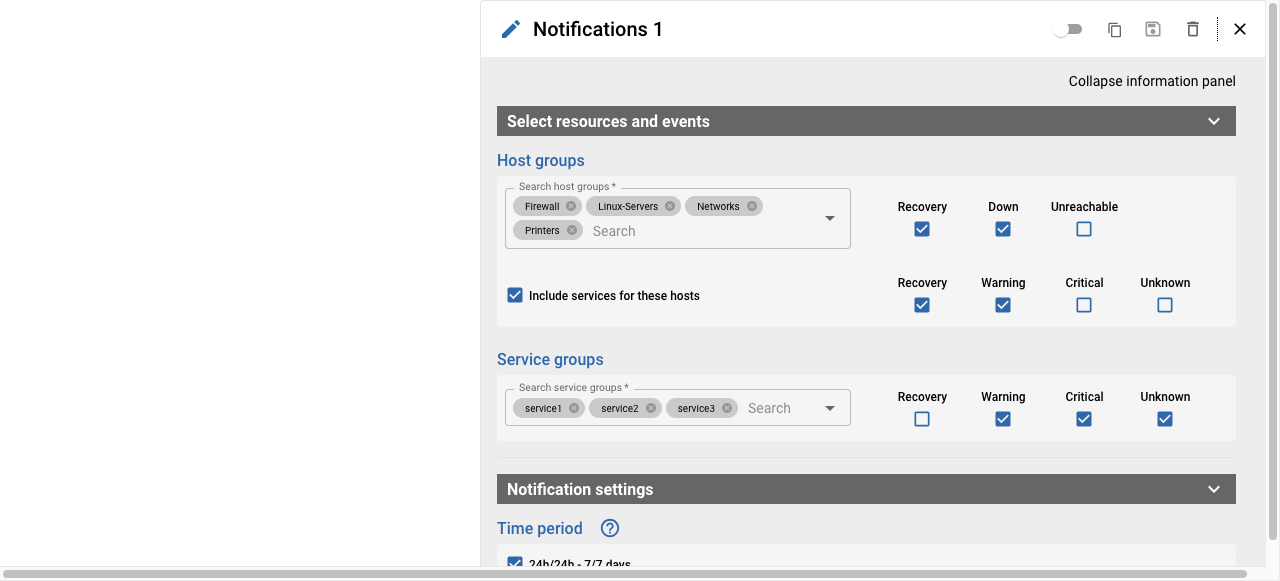 Notifications 1
Collapse information panel
Select resources and events
Host groups
Search host groups *
Firewall Linux-Servers Networks
Printers Search
Recovery Down Unreachable
Include services for these hosts
Recovery Warning Critical Unknown
Service groups
Search service groups *
service1 service2 service3 Search
Recovery Warning Critical Unknown
Notification settings
Time period ?
24h/24h - 7/7 days